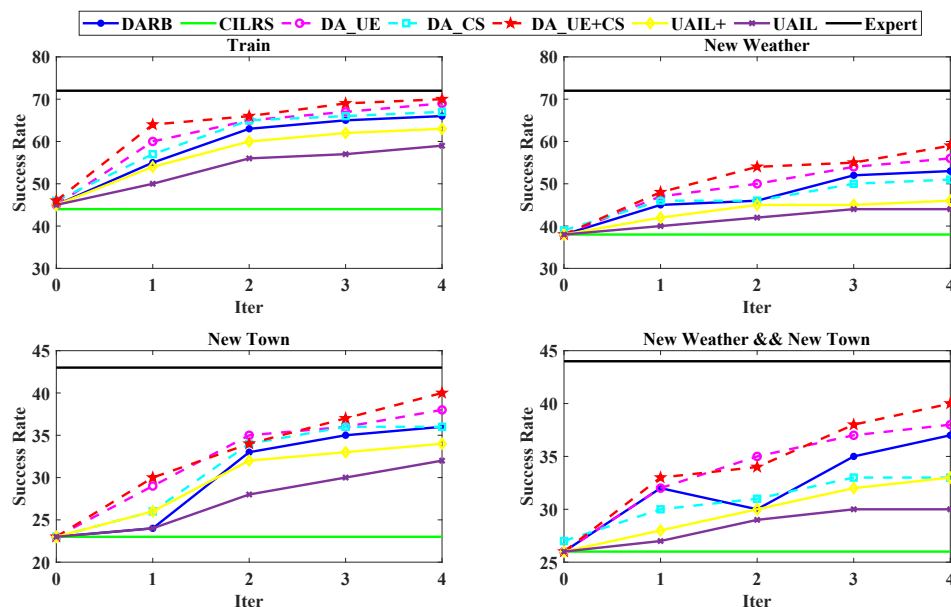 DARB CILRS DA_UE DA_CS DA_UE+CS UAIL+ UAIL Expert
Train
80
70
60
50
40
30
Success Rate
0 1 2 3 4
Iter
New Weather
80
70
60
50
40
30
Success Rate
0 1 2 3 4
Iter
New Town
45
40
35
30
25
20
Success Rate
0 1 2 3 4
Iter
New Weather && New Town
45
40
35
30
25
Success Rate
0 1 2 3 4
Iter